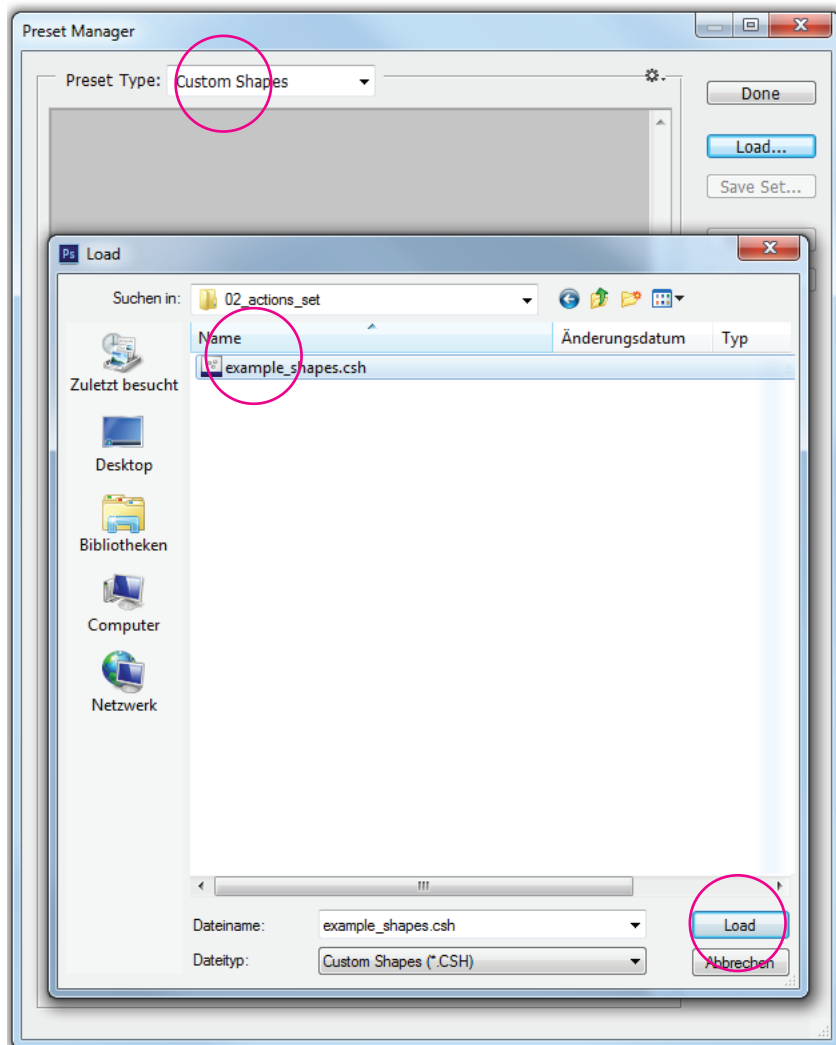 Preset Manager
Preset Type: Custom Shapes
Done
Load...
Save Set...
Ps Load
Suchen in: 02_actions_set
Name Änderungsdatum Typ
example_shapes.csh
Zuletzt besucht
Desktop
Bibliotheken
Computer
Netzwerk
Dateiname: example_shapes.csh Load
Dateityp: Custom Shapes (*.CSH) Abbrechen